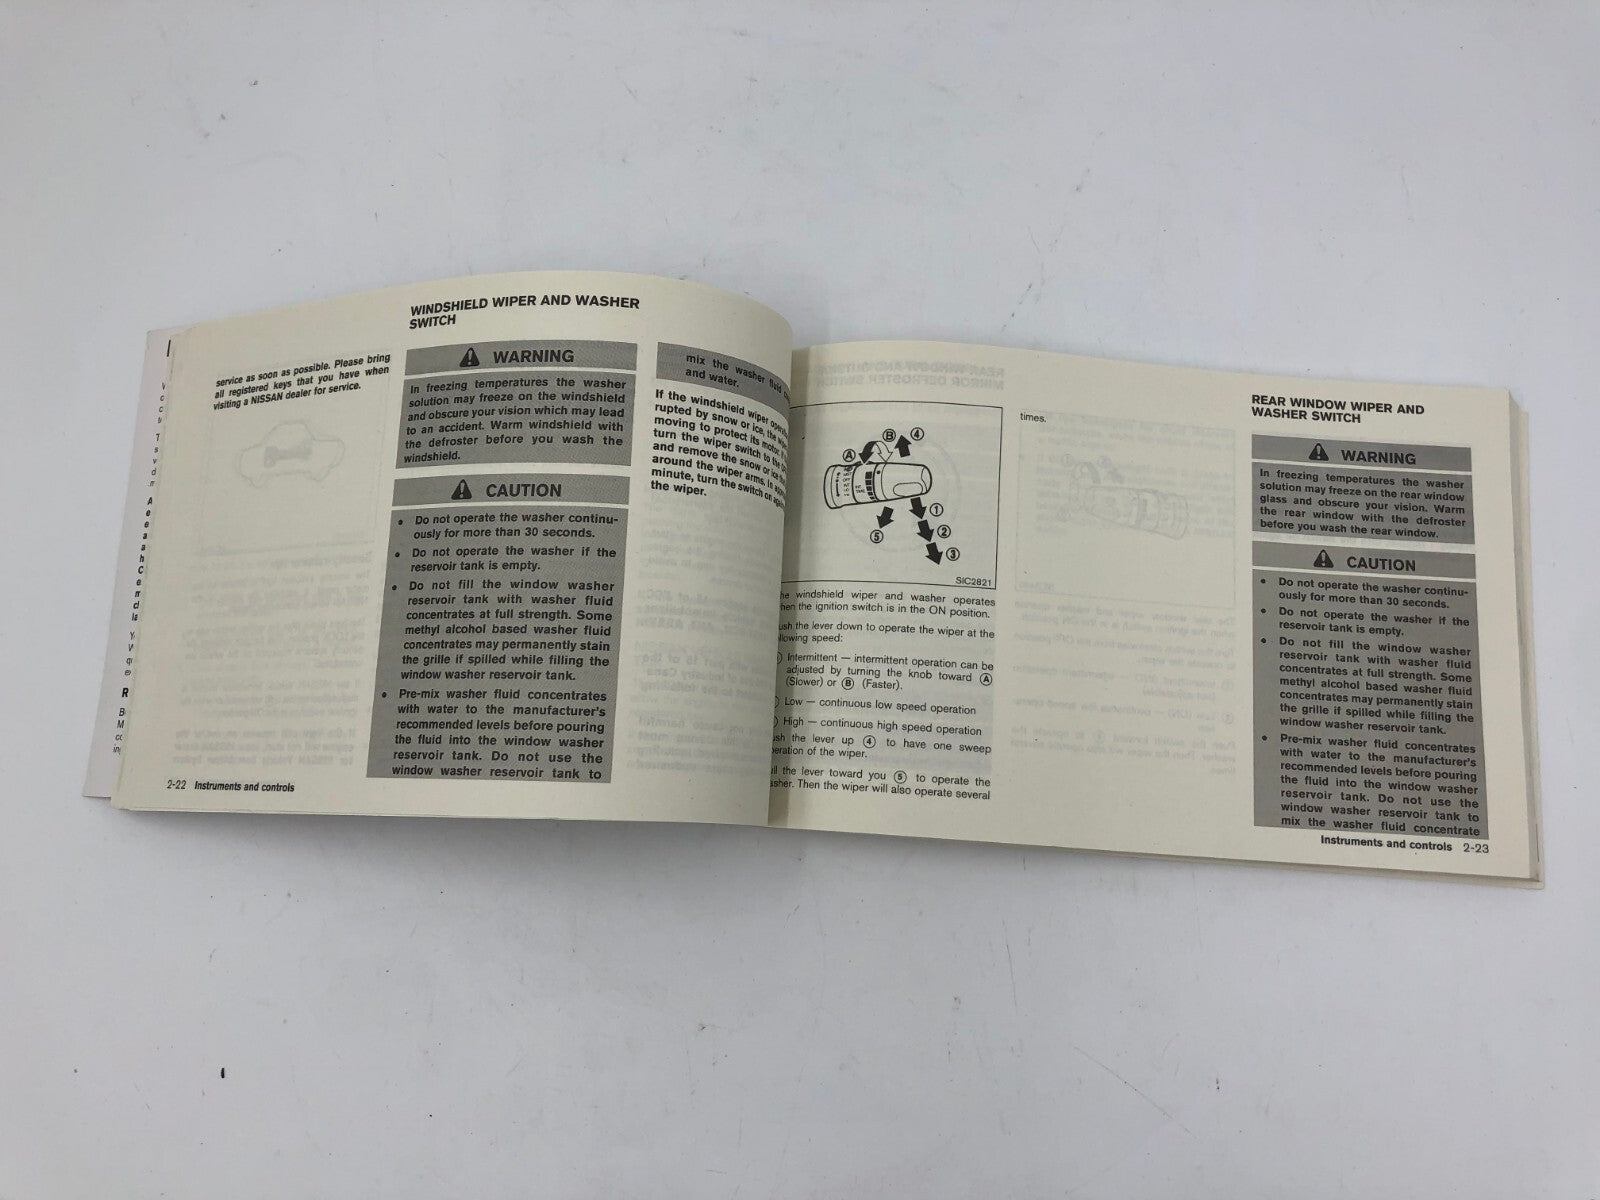 service as soon as possible. Please bring
all registered keys that you have when
visiting a NISSAN dealer for service.
WINDSHIELD WIPER AND WASHER
SWITCH
WARNING
In freezing temperatures the washer
solution may freeze on the windshield
and obscure your vision which may lead
to an accident. Warm windshield with
the defroster before you wash the
windshield.
CAUTION
● Do not operate the washer continu-
ously for more than 30 seconds.
● Do not operate the washer if the
reservoir tank is empty.
● Do not fill the window washer
reservoir tank with washer fluid
concentrates at full strength. Some
methyl alcohol based washer fluid
concentrates may permanently stain
the grille if spilled while filling the
window washer reservoir tank.
● Pre-mix washer fluid concentrates
with water to the manufacturer's
recommended levels before pouring
the fluid into the window washer
reservoir tank. Do not use the
window washer reservoir tank to
2-22 Instruments and controls
mix the washer fluid
and water.
If the windshield wiper
rupted by snow or ice, the
moving to protect its motor. If
turn the wiper switch to the
and remove the snow or ice
around the wiper arms. In
minute, turn the switch on
the wiper.
A
B
4
5
1
2
3
SIC2821
windshield wiper and washer operates
the ignition switch is in the ON position.
the lever down to operate the wiper at the
speed:
Intermittent — intermittent operation can be
adjusted by turning the knob toward Ⓐ
(Slower) or Ⓑ (Faster).
Low — continuous low speed operation
High — continuous high speed operation
the lever up ④ to have one sweep
of the wiper.
the lever toward you ⑤ to operate the
Then the wiper will also operate several
times.
REAR WINDOW WIPER AND
WASHER SWITCH
WARNING
In freezing temperatures the washer
solution may freeze on the rear window
glass and obscure your vision. Warm
the rear window with the defroster
before you wash the rear window.
CAUTION
● Do not operate the washer continu-
ously for more than 30 seconds.
● Do not operate the washer if the
reservoir tank is empty.
● Do not fill the window washer
reservoir tank with washer fluid
concentrates at full strength. Some
methyl alcohol based washer fluid
concentrates may permanently stain
the grille if spilled while filling the
window washer reservoir tank.
● Pre-mix washer fluid concentrates
with water to the manufacturer's
recommended levels before pouring
the fluid into the window washer
reservoir tank. Do not use the
window washer reservoir tank to
mix the washer fluid concentrate
Instruments and controls 2-23